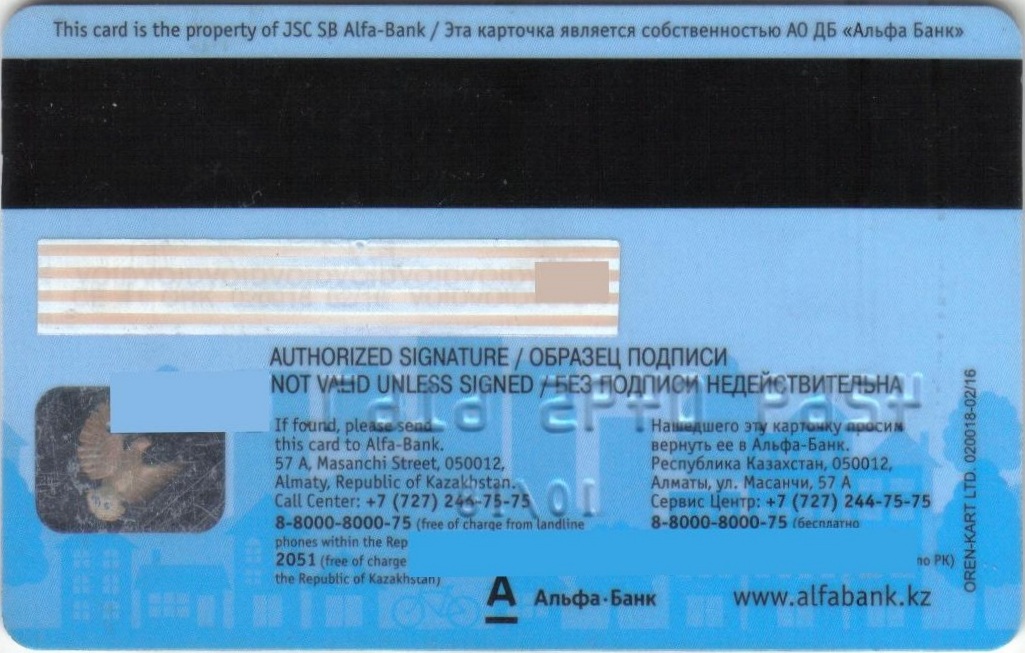 This card is the property of JSC SB Alfa-Bank / Эта карточка является собственностью АО ДБ «Альфа Банк»
AUTHORIZED SIGNATURE / ОБРАЗЕЦ ПОДПИСИ
NOT VALID UNLESS SIGNED / БЕЗ ПОДПИСИ НЕДЕЙСТВИТЕЛЬНА
If found, please send
this card to Alfa-Bank.
57 A, Masanchi Street, 050012,
Almaty, Republic of Kazakhstan.
Call Center: +7 (727) 244-75-75
8-8000-8000-75 (free of charge from landline
phones within the Rep
2051 (free of charge
the Republic of Kazakhstan)
Нашедшего эту карточку просим
вернуть ее в Альфа-Банк.
Республика Казахстан, 050012,
Алматы, ул. Масанчи, 57 А
Сервис Центр: +7 (727) 244-75-75
8-8000-8000-75 (бесплатно
по РК)
OREN-KART LTD. 020018-02/16
А Альфа·Банк
www.alfabank.kz